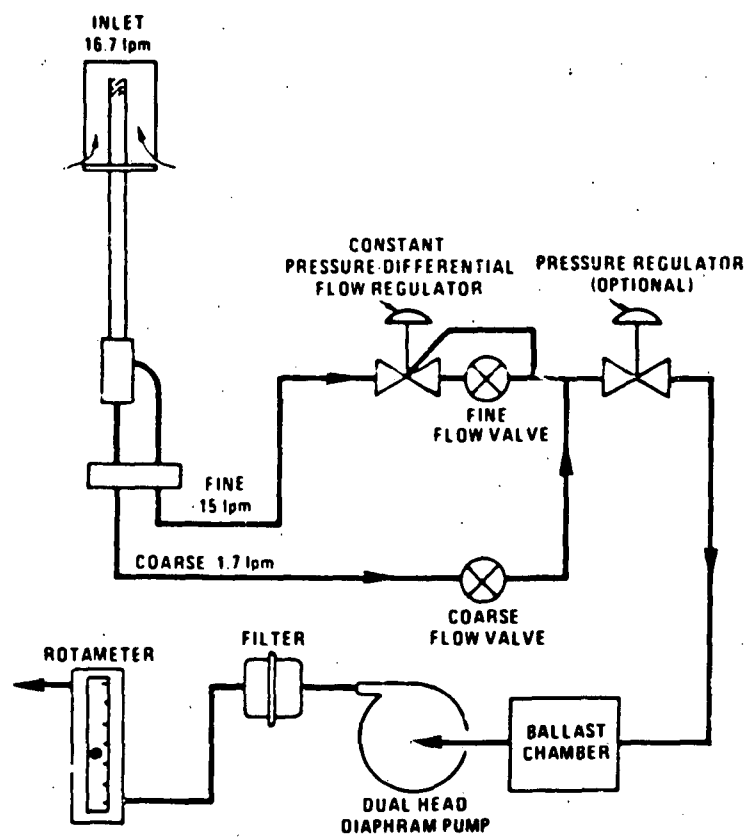 INLET
16.7 lpm
CONSTANT
PRESSURE-DIFFERENTIAL
FLOW REGULATOR
PRESSURE REGULATOR
(OPTIONAL)
FINE
FLOW VALVE
FINE
15 lpm
COARSE 1.7 lpm
COARSE
FLOW VALVE
ROTAMETER
FILTER
BALLAST
CHAMBER
DUAL HEAD
DIAPHRAM PUMP